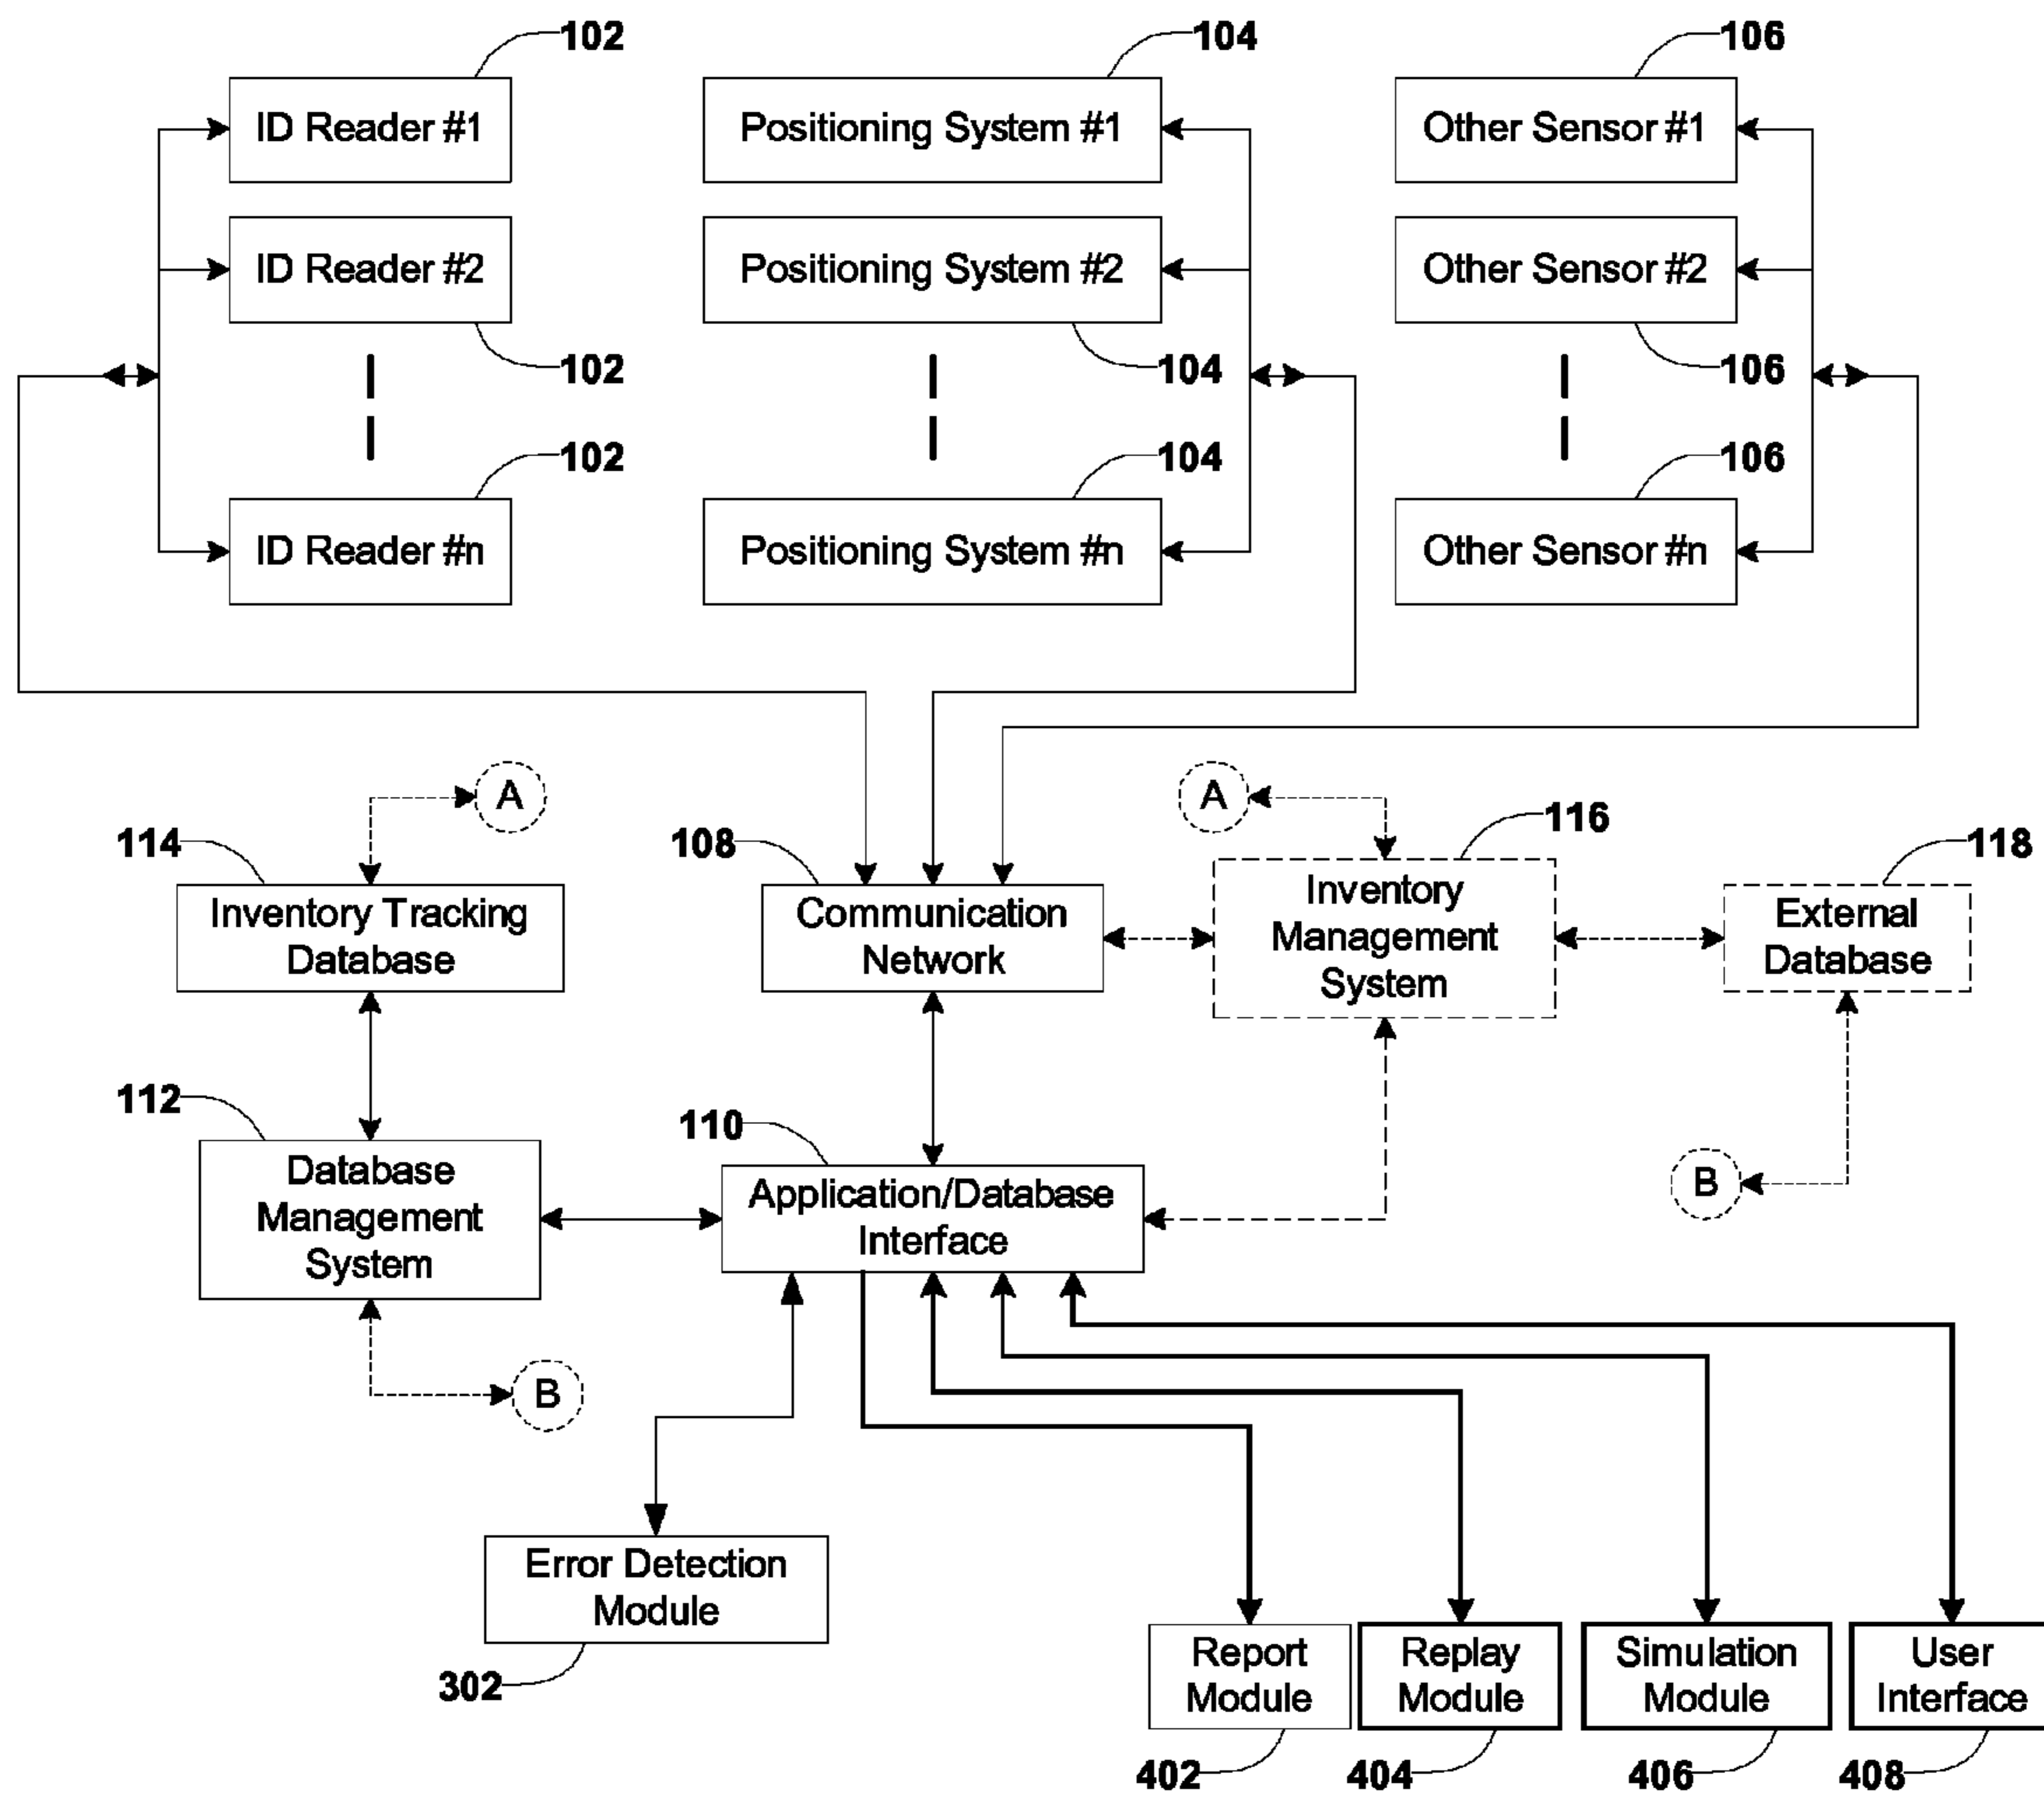 102
104
106
ID Reader #1
Positioning System #1
Other Sensor #1
ID Reader #2
Positioning System #2
Other Sensor #2
102
104
106
102
104
106
ID Reader #n
Positioning System #n
Other Sensor #n
A
A
114
108
116
118
Inventory Tracking
Database
Communication
Network
Inventory
Management
System
External
Database
112
110
Database
Management
System
Application/Database
Interface
B
B
Error Detection
Module
302
Report
Module
Replay
Module
Simulation
Module
User
Interface
402
404
406
408